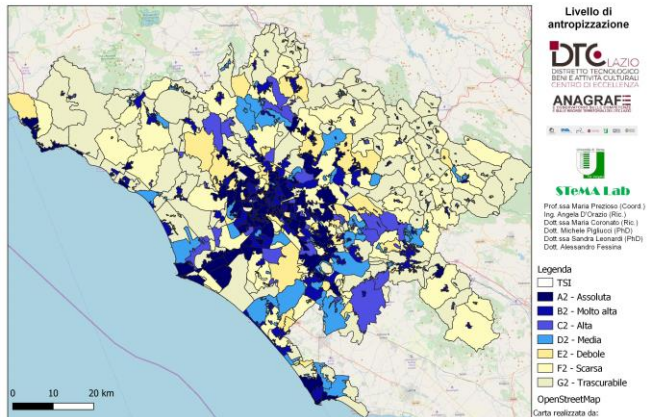 Livello di
antropizzazione
DTC LAZIO
DISTRETTO TECNOLOGICO
BENI E ATTIVITÀ CULTURALI
CENTRO DI ECCELLENZA
ANAGRAFE
STeMA Lab
Prof.ssa Maria Prezioso (Coord.)
Ing. Angela D'Orazio (Ric.)
Dott.ssa Maria Coronato (Ric.)
Dott. Michele Pigliucci (PhD)
Dott.ssa Sandra Leonardi (PhD)
Dott. Alessandro Fessina
Legenda
TSI
A2 - Assoluta
B2 - Molto alta
C2 - Alta
D2 - Media
E2 - Debole
F2 - Scarsa
G2 - Trascurabile
OpenStreetMap
Carta realizzata da:
0 10 20 km